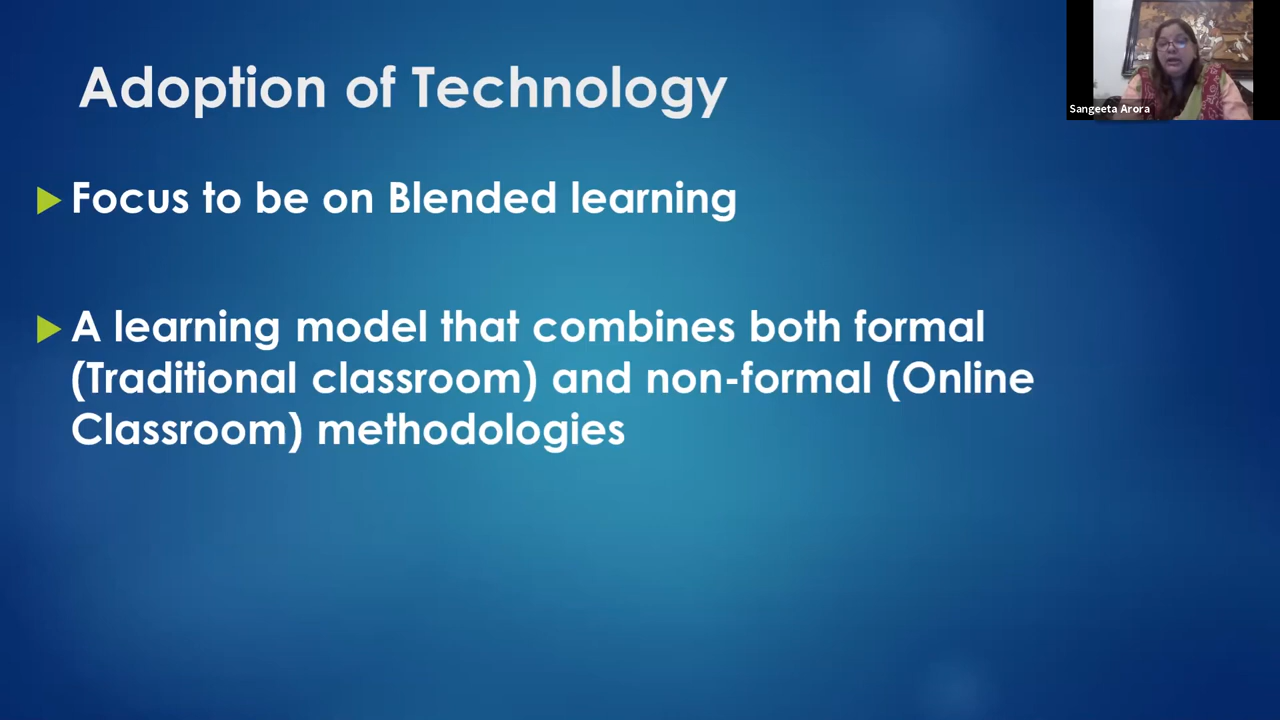 Adoption of Technology
Sangeeta Arora
Focus to be on Blended learning
A learning model that combines both formal
(Traditional classroom) and non-formal (Online
Classroom) methodologies